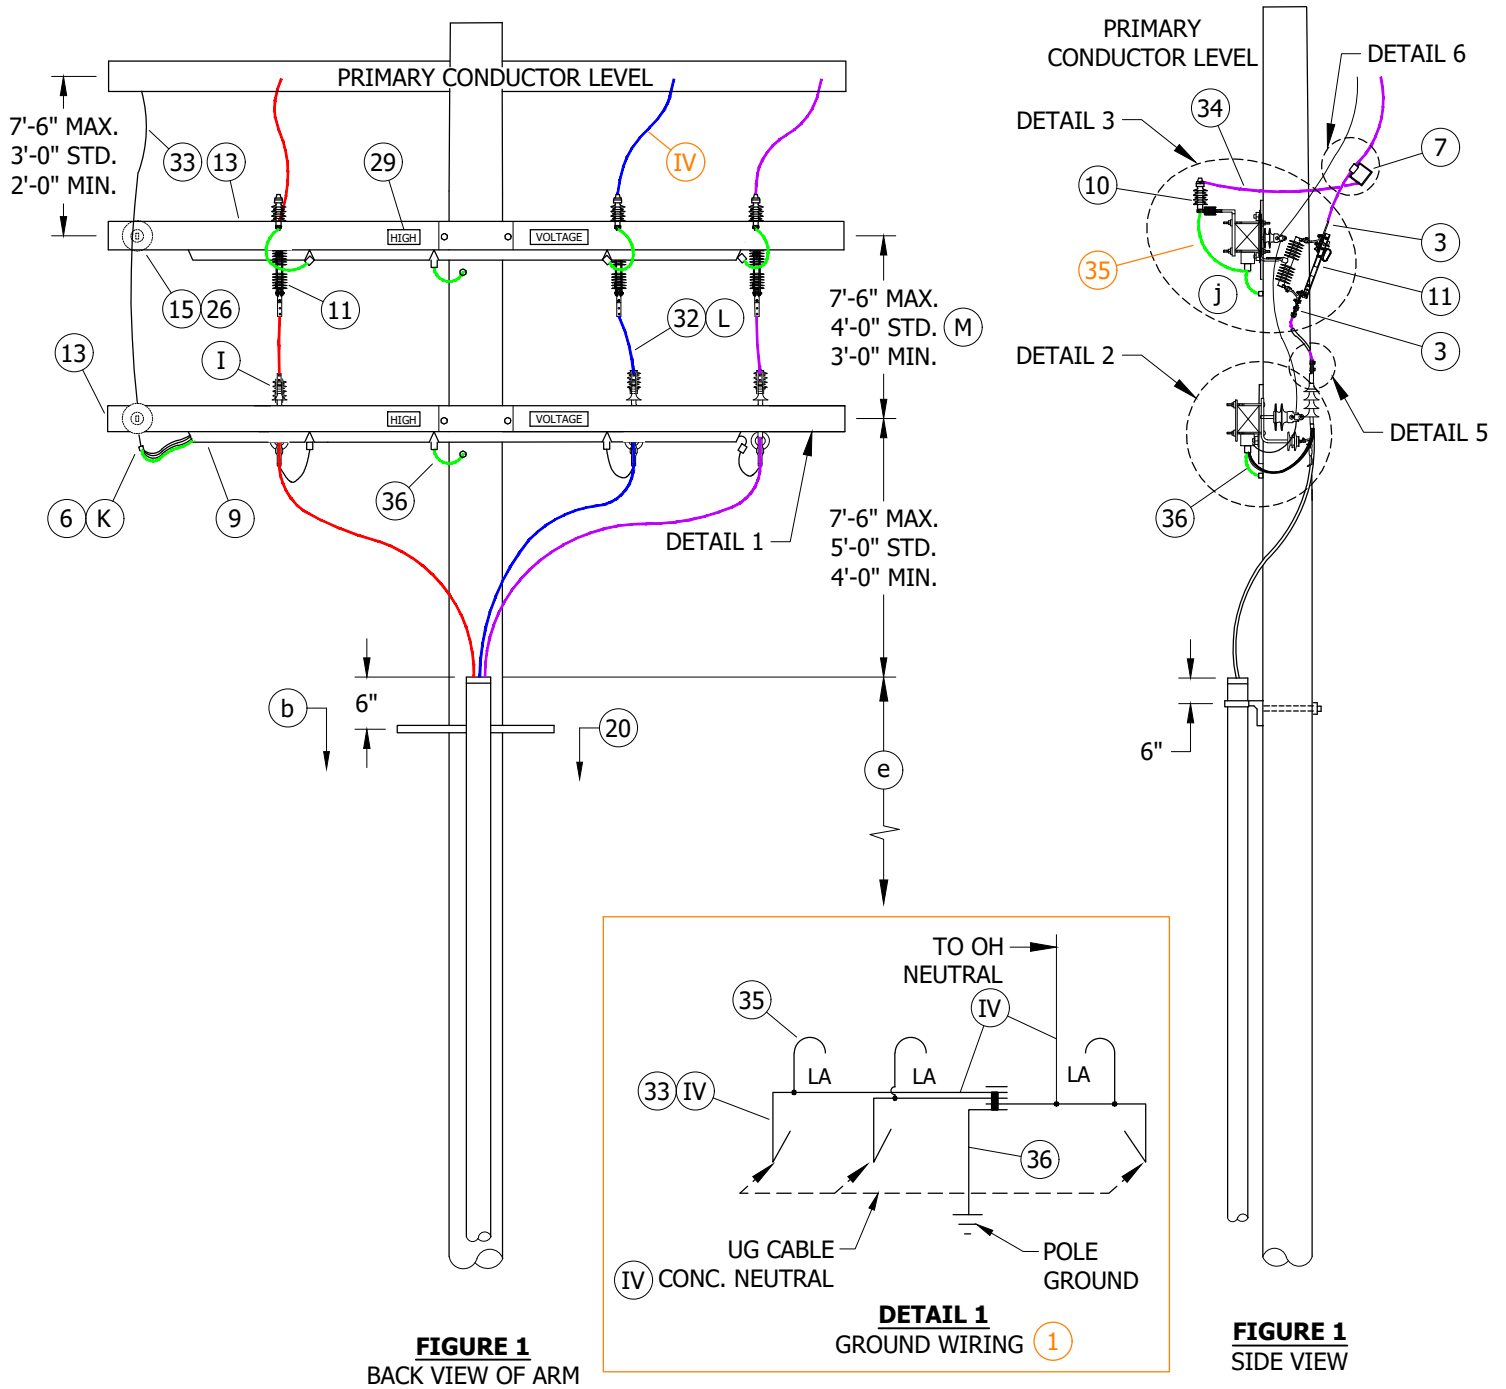 PRIMARY CONDUCTOR LEVEL
7'-6" MAX.
3'-0" STD.
2'-0" MIN.
33
13
29
IV
HIGH
VOLTAGE
15
26
11
I
32
L
7'-6" MAX.
4'-0" STD.
3'-0" MIN.
M
13
HIGH
VOLTAGE
6
K
9
36
DETAIL 1
7'-6" MAX.
5'-0" STD.
4'-0" MIN.
b
6"
20
e
FIGURE 1
BACK VIEW OF ARM
TO OH
NEUTRAL
35
IV
LA
LA
LA
33
IV
36
UG CABLE
IV
CONC. NEUTRAL
POLE
GROUND
DETAIL 1
GROUND WIRING
1
PRIMARY
CONDUCTOR LEVEL
DETAIL 6
DETAIL 3
34
7
10
3
35
j
11
3
DETAIL 2
DETAIL 5
36
6"
FIGURE 1
SIDE VIEW